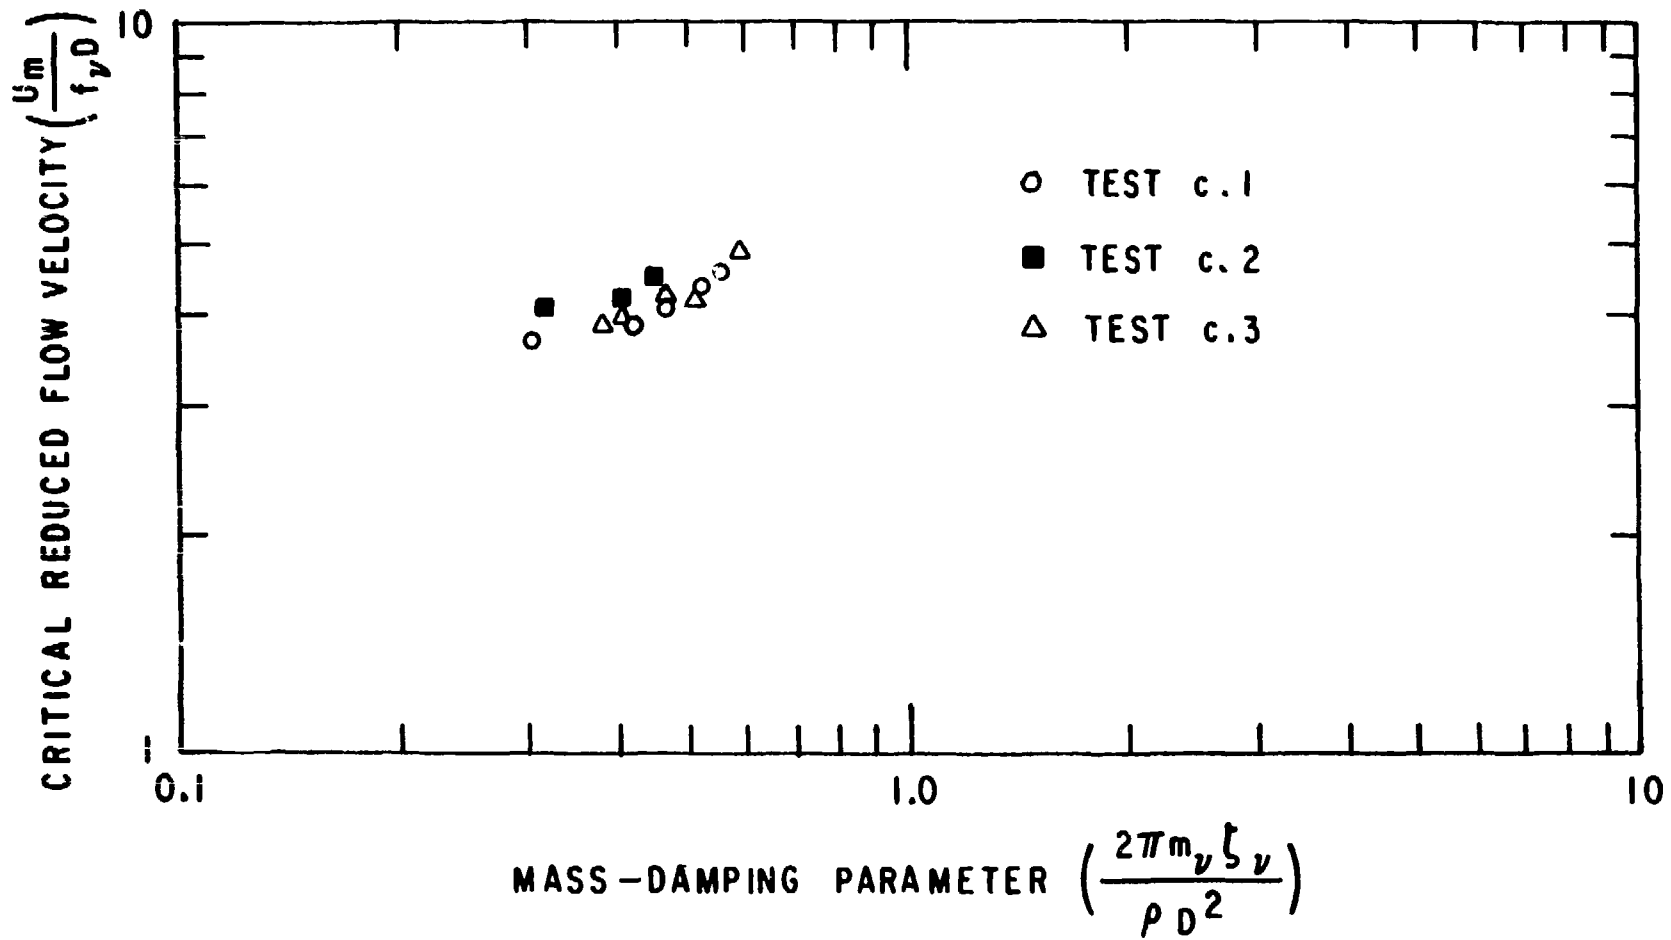 CRITICAL REDUCED FLOW VELOCITY (Um / fνD)
10
1
0.1
1.0
10
TEST c.1
TEST c.2
TEST c.3
MASS-DAMPING PARAMETER (2πmνζν / ρD²)